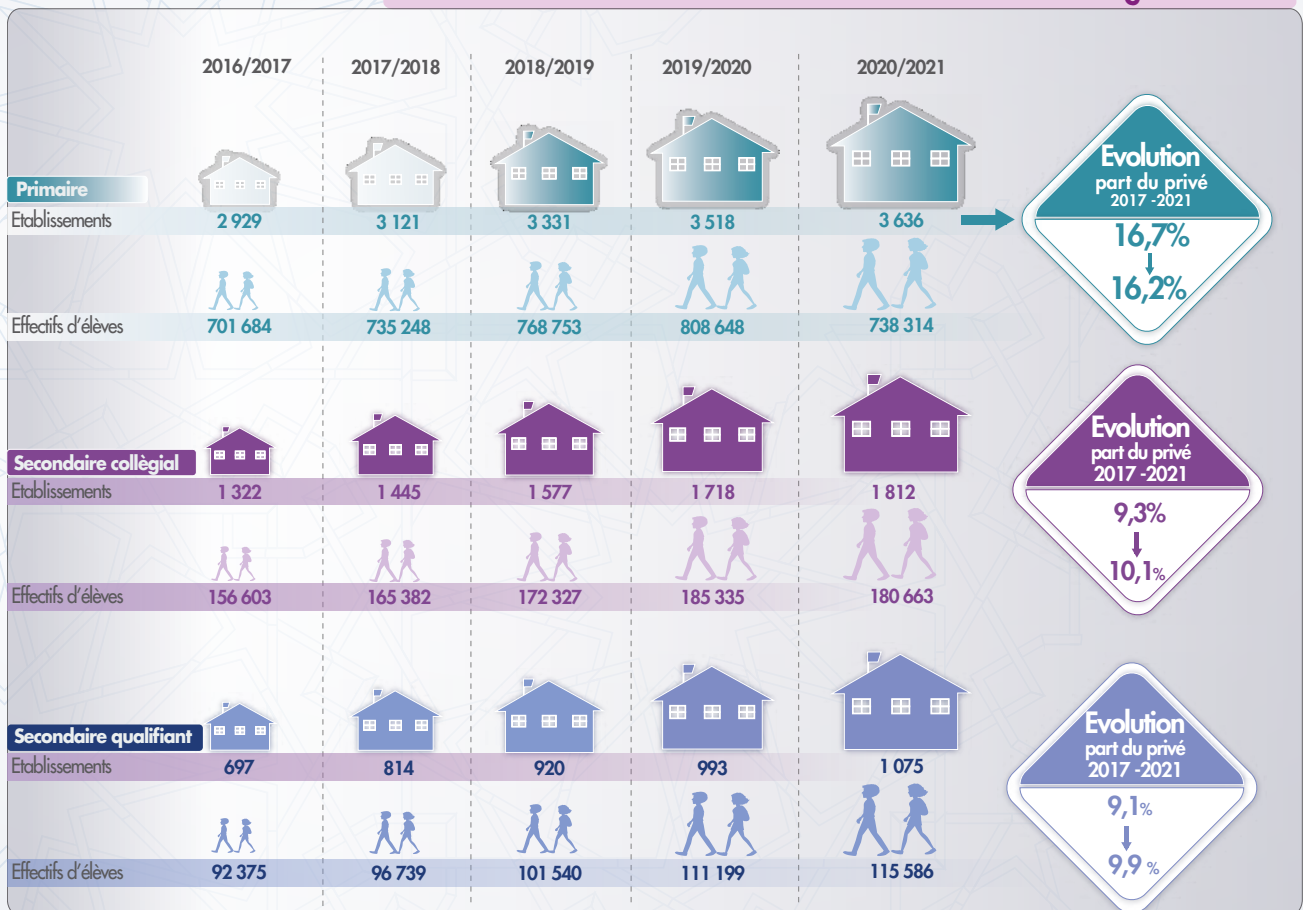 2016/2017 2017/2018 2018/2019 2019/2020 2020/2021
Primaire
Etablissements 2 929 3 121 3 331 3 518 3 636
Effectifs d'élèves 701 684 735 248 768 753 808 648 738 314
Evolution
part du privé
2017 -2021
16,7%
16,2%
Secondaire collègial
Etablissements 1 322 1 445 1 577 1 718 1 812
Effectifs d'élèves 156 603 165 382 172 327 185 335 180 663
Evolution
part du privé
2017 -2021
9,3%
10,1%
Secondaire qualifiant
Etablissements 697 814 920 993 1 075
Effectifs d'élèves 92 375 96 739 101 540 111 199 115 586
Evolution
part du privé
2017 -2021
9,1%
9,9 %